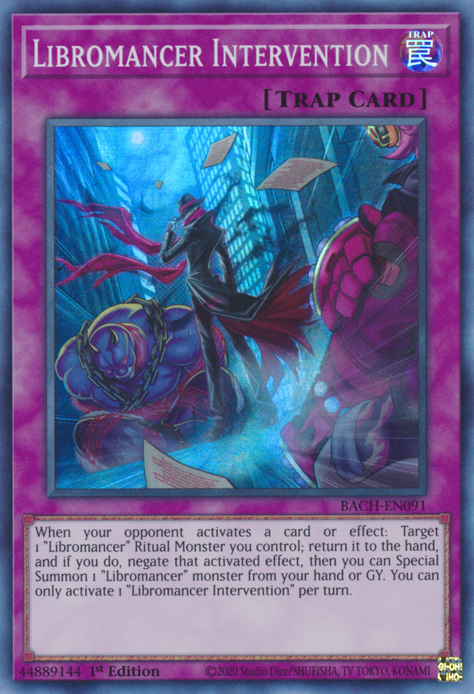 LIBROMANCER INTERVENTION
TRAP
罠
[TRAP CARD]
BACH-EN091
When your opponent activates a card or effect: Target
1 "Libromancer" Ritual Monster you control; return it to the hand,
and if you do, negate that activated effect, then you can Special
Summon 1 "Libromancer" monster from your hand or GY. You can
only activate 1 "Libromancer Intervention" per turn.
44889144 1st Edition ©2020 Studio Dice/SHUEISHA, TV TOKYO, KONAMI